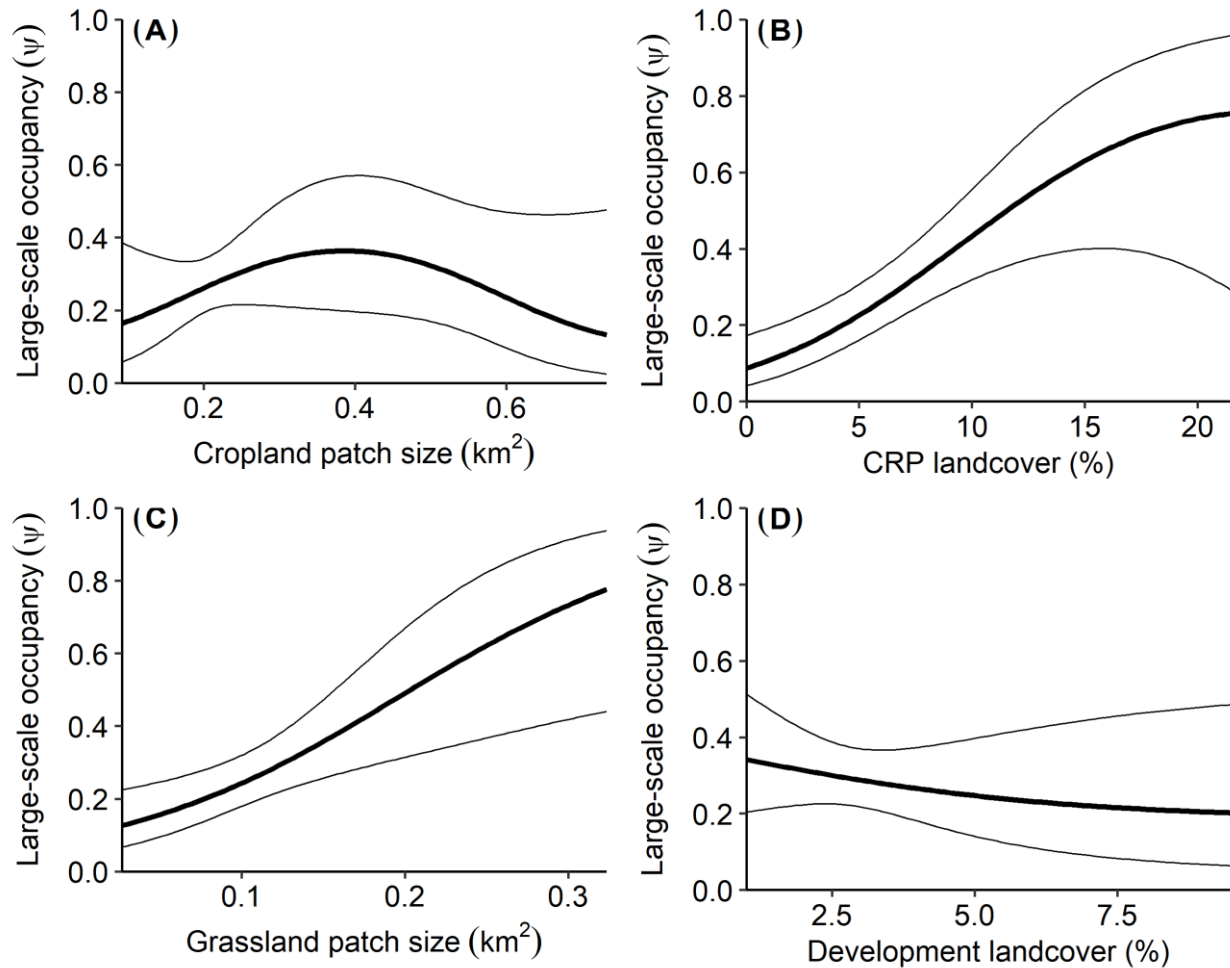 (A)
Large-scale occupancy (ψ)
1.0
0.8
0.6
0.4
0.2
0.0
0.2 0.4 0.6
Cropland patch size (km²)
(B)
Large-scale occupancy (ψ)
1.0
0.8
0.6
0.4
0.2
0.0
0 5 10 15 20
CRP landcover (%)
(C)
Large-scale occupancy (ψ)
1.0
0.8
0.6
0.4
0.2
0.0
0.1 0.2 0.3
Grassland patch size (km²)
(D)
Large-scale occupancy (ψ)
1.0
0.8
0.6
0.4
0.2
0.0
2.5 5.0 7.5
Development landcover (%)